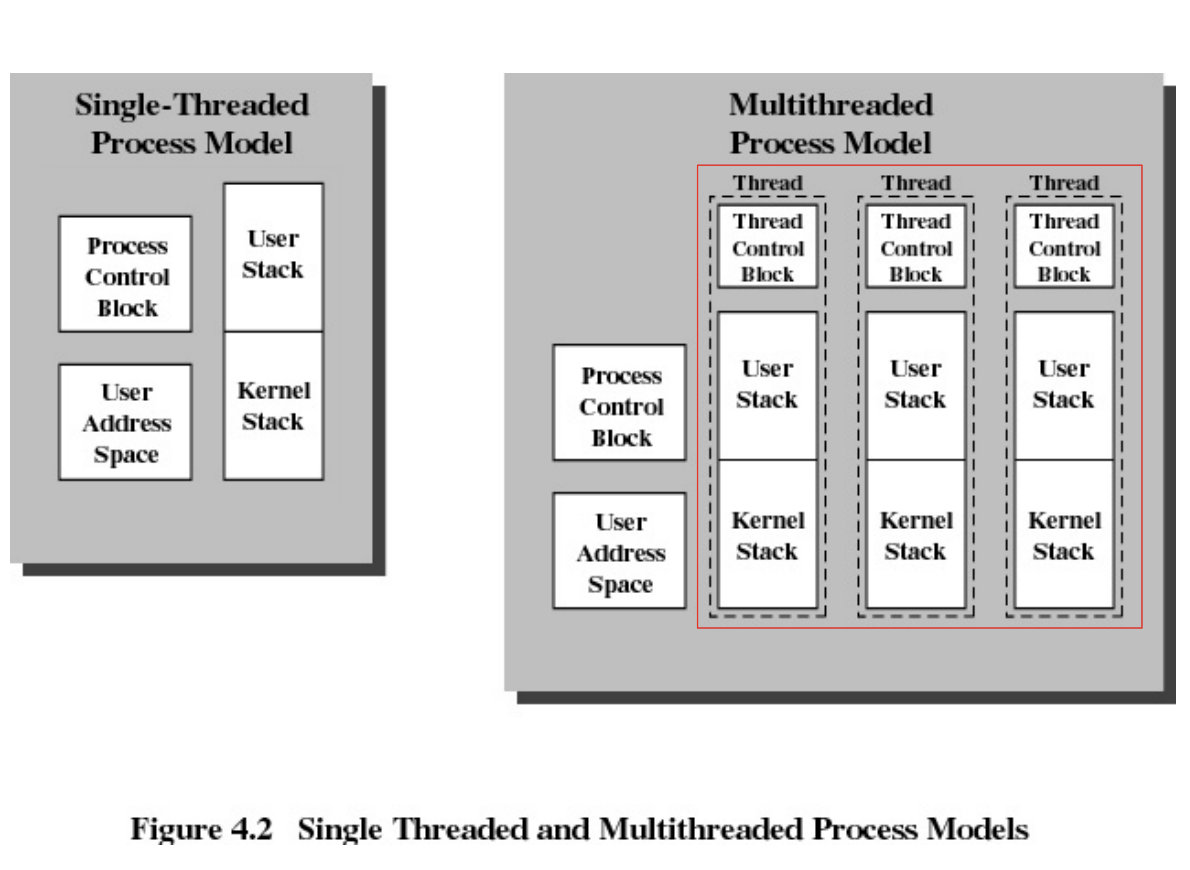 Single-Threaded
Process Model
Process
Control
Block
User
Address
Space
User
Stack
Kernel
Stack
Multithreaded
Process Model
Process
Control
Block
User
Address
Space
Thread
Thread
Control
Block
User
Stack
Kernel
Stack
Thread
Thread
Control
Block
User
Stack
Kernel
Stack
Thread
Thread
Control
Block
User
Stack
Kernel
Stack
Figure 4.2 Single Threaded and Multithreaded Process Models